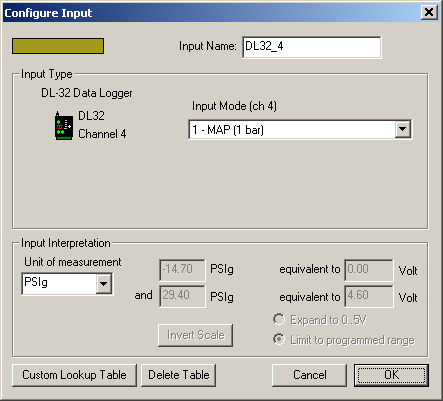 Configure Input
Input Name: DL32_4
Input Type
DL-32 Data Logger
DL32
Channel 4
Input Mode (ch 4)
1 - MAP (1 bar)
Input Interpretation
Unit of measurement
PSIg
-14.70 PSIg equivalent to 0.00 Volt
and 29.40 PSIg equivalent to 4.60 Volt
Expand to 0..5V
Invert Scale
Limit to programmed range
Custom Lookup Table Delete Table Cancel OK